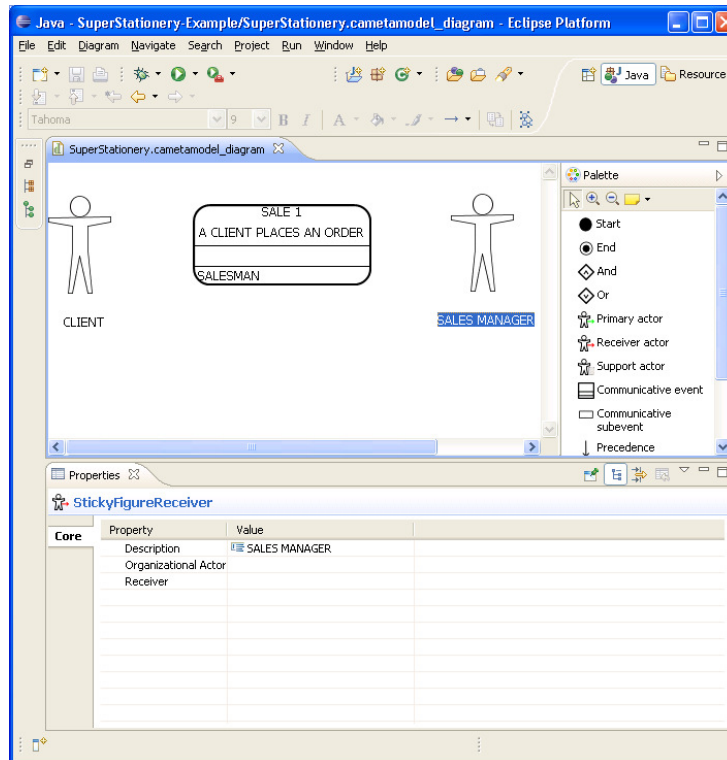 Java - SuperStationery-Example/SuperStationery.cametamodel_diagram - Eclipse Platform
File Edit Diagram Navigate Search Project Run Window Help
Java Resource
Tahoma 9 B I A
SuperStationery.cametamodel_diagram
CLIENT
SALE 1
A CLIENT PLACES AN ORDER
SALESMAN
SALES MANAGER
Palette
Start
End
And
Or
Primary actor
Receiver actor
Support actor
Communicative event
Communicative
subevent
Precedence
Properties
StickyFigureReceiver
Core
Property Value
Description SALES MANAGER
Organizational Actor
Receiver